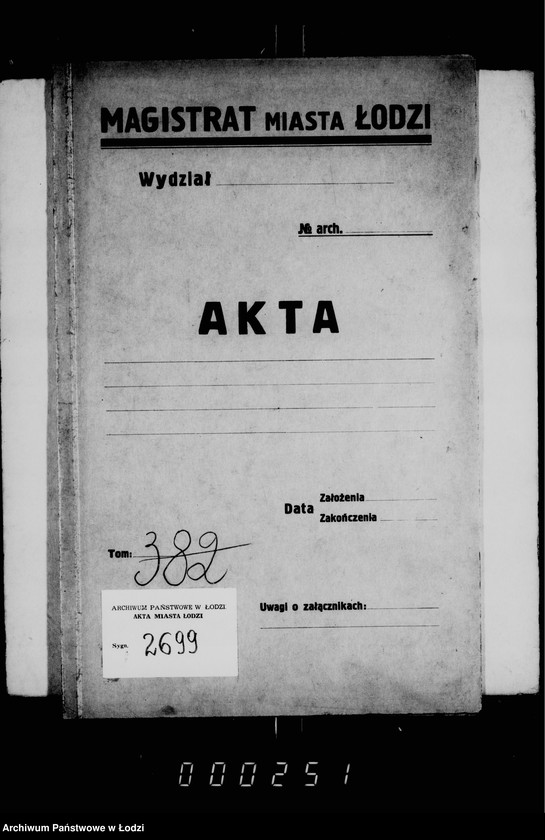 MAGISTRAT MIASTA ŁODZI
Wydział
№ arch.
AKTA
Data
Założenia
Zakończenia
Tom: 382
ARCHIWUM PAŃSTWOWE W ŁODZI
AKTA MIASTA ŁODZI
Sygn. 2699
Uwagi o załącznikach:
000251
Archiwum Państwowe w Łodzi